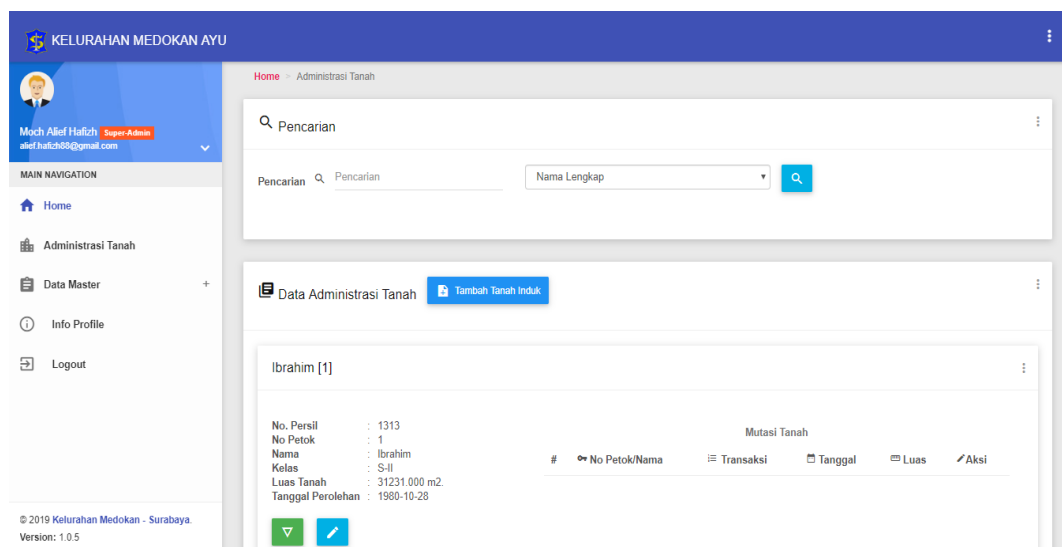 KELURAHAN MEDOKAN AYU
Moch Alief Hafizh Super-Admin
alief.hafizh88@gmail.com
MAIN NAVIGATION
Home
Administrasi Tanah
Data Master +
Info Profile
Logout
© 2019 Kelurahan Medokan - Surabaya.
Version: 1.0.5
Home > Administrasi Tanah
Pencarian
Pencarian Pencarian Nama Lengkap
Data Administrasi Tanah Tambah Tanah Induk
Ibrahim [1]
No. Persil : 1313
No Petok : 1
Nama : Ibrahim
Kelas : S-II
Luas Tanah : 31231.000 m2.
Tanggal Perolehan : 1980-10-28
Mutasi Tanah
# No Petok/Nama Transaksi Tanggal Luas Aksi